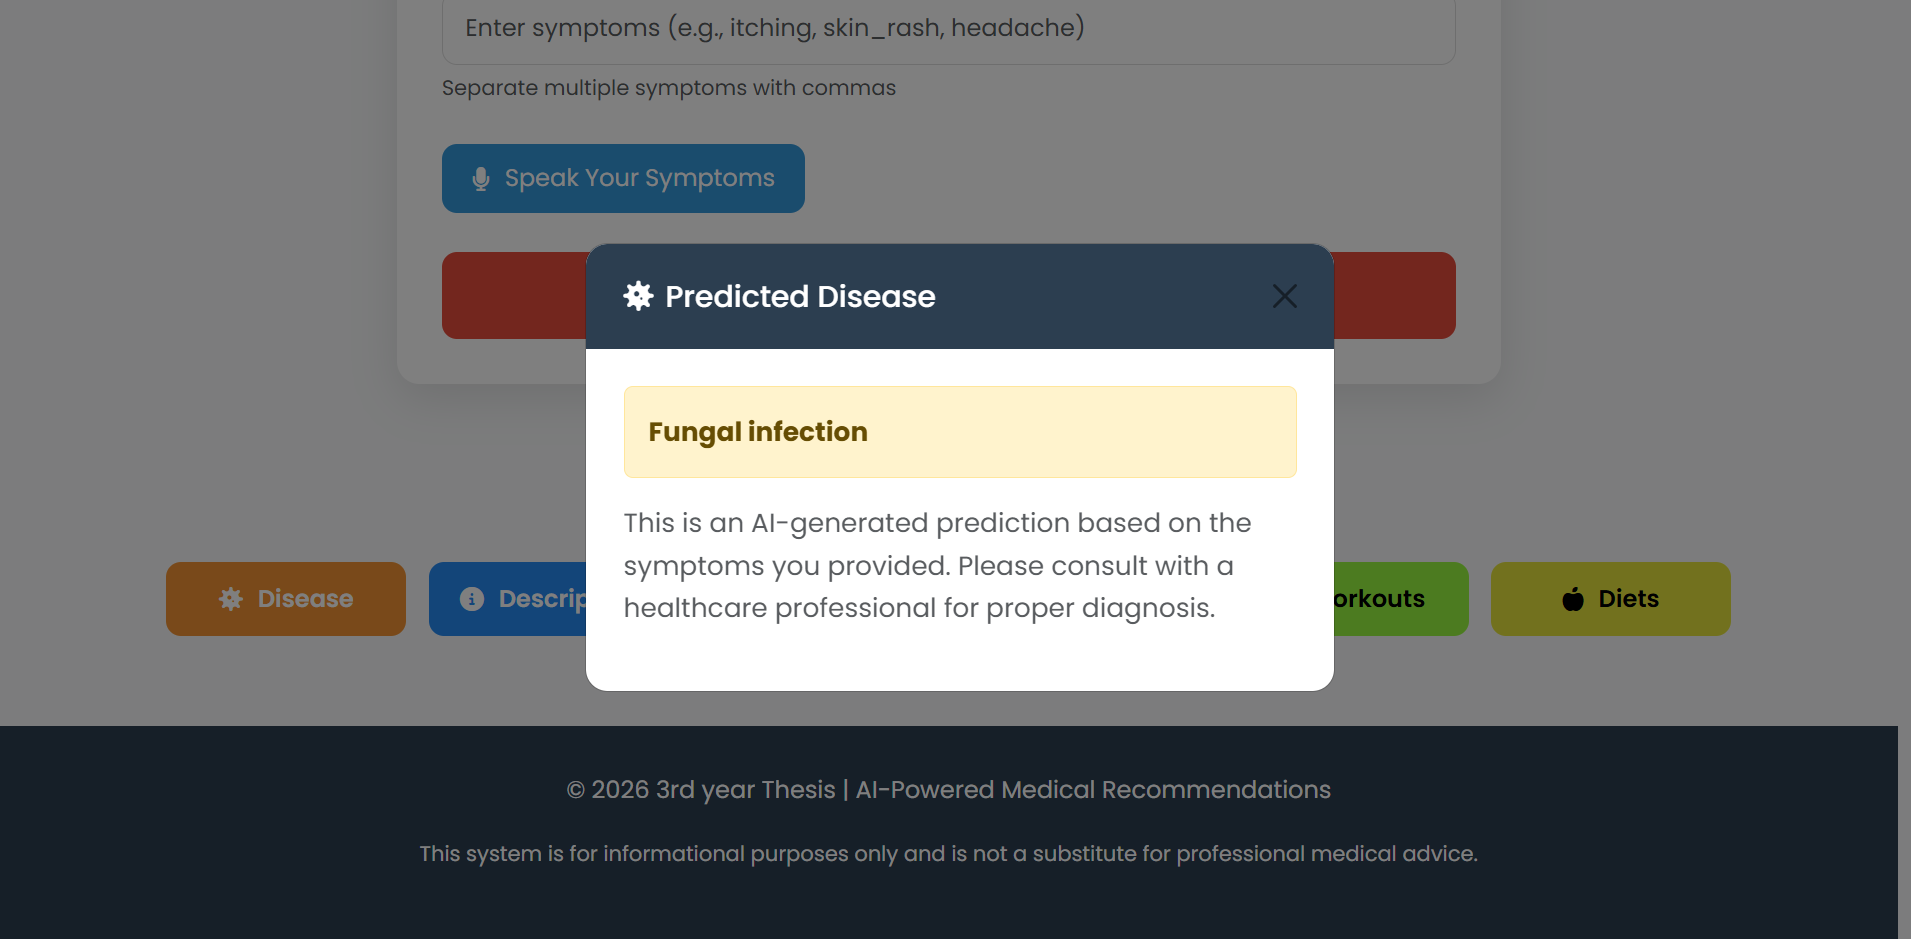 Enter symptoms (e.g., itching, skin_rash, headache)
Separate multiple symptoms with commas
Speak Your Symptoms
Predicted Disease
Fungal infection
This is an AI-generated prediction based on the
symptoms you provided. Please consult with a
healthcare professional for proper diagnosis.
Disease
Descrip
orkouts
Diets
© 2026 3rd year Thesis | AI-Powered Medical Recommendations
This system is for informational purposes only and is not a substitute for professional medical advice.